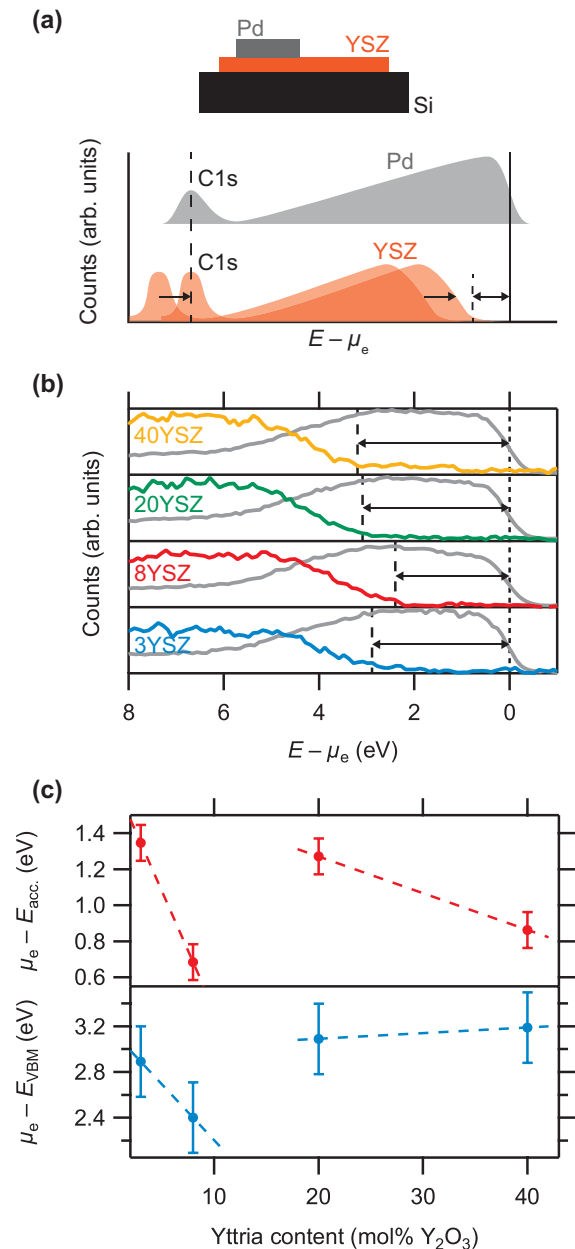 (a)
Pd
YSZ
Si
Counts (arb. units)
C1s
Pd
C1s
YSZ
E – μe
(b)
Counts (arb. units)
40YSZ
20YSZ
8YSZ
3YSZ
8 6 4 2 0
E – μe (eV)
(c)
μe – Eacc. (eV)
1.4
1.2
1.0
0.8
0.6
μe – EVBM (eV)
3.2
2.8
2.4
10 20 30 40
Yttria content (mol% Y2O3)